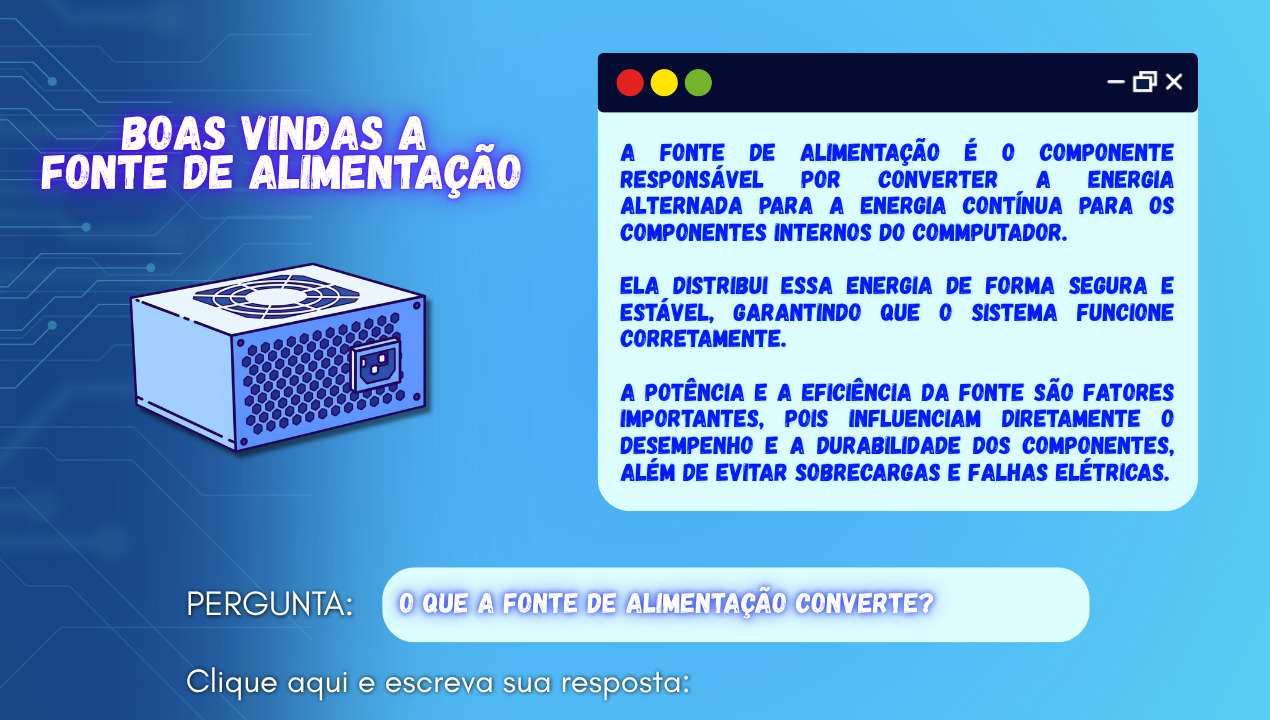 BOAS VINDAS A
FONTE DE ALIMENTAÇÃO
A FONTE DE ALIMENTAÇÃO É O COMPONENTE
RESPONSÁVEL POR CONVERTER A ENERGIA
ALTERNADA PARA A ENERGIA CONTÍNUA PARA OS
COMPONENTES INTERNOS DO COMMPUTADOR.
ELA DISTRIBUI ESSA ENERGIA DE FORMA SEGURA E
ESTÁVEL, GARANTINDO QUE O SISTEMA FUNCIONE
CORRETAMENTE.
A POTÊNCIA E A EFICIÊNCIA DA FONTE SÃO FATORES
IMPORTANTES, POIS INFLUENCIAM DIRETAMENTE O
DESEMPENHO E A DURABILIDADE DOS COMPONENTES,
ALÉM DE EVITAR SOBRECARGAS E FALHAS ELÉTRICAS.
PERGUNTA:
O QUE A FONTE DE ALIMENTAÇÃO CONVERTE?
Clique aqui e escreva sua resposta: